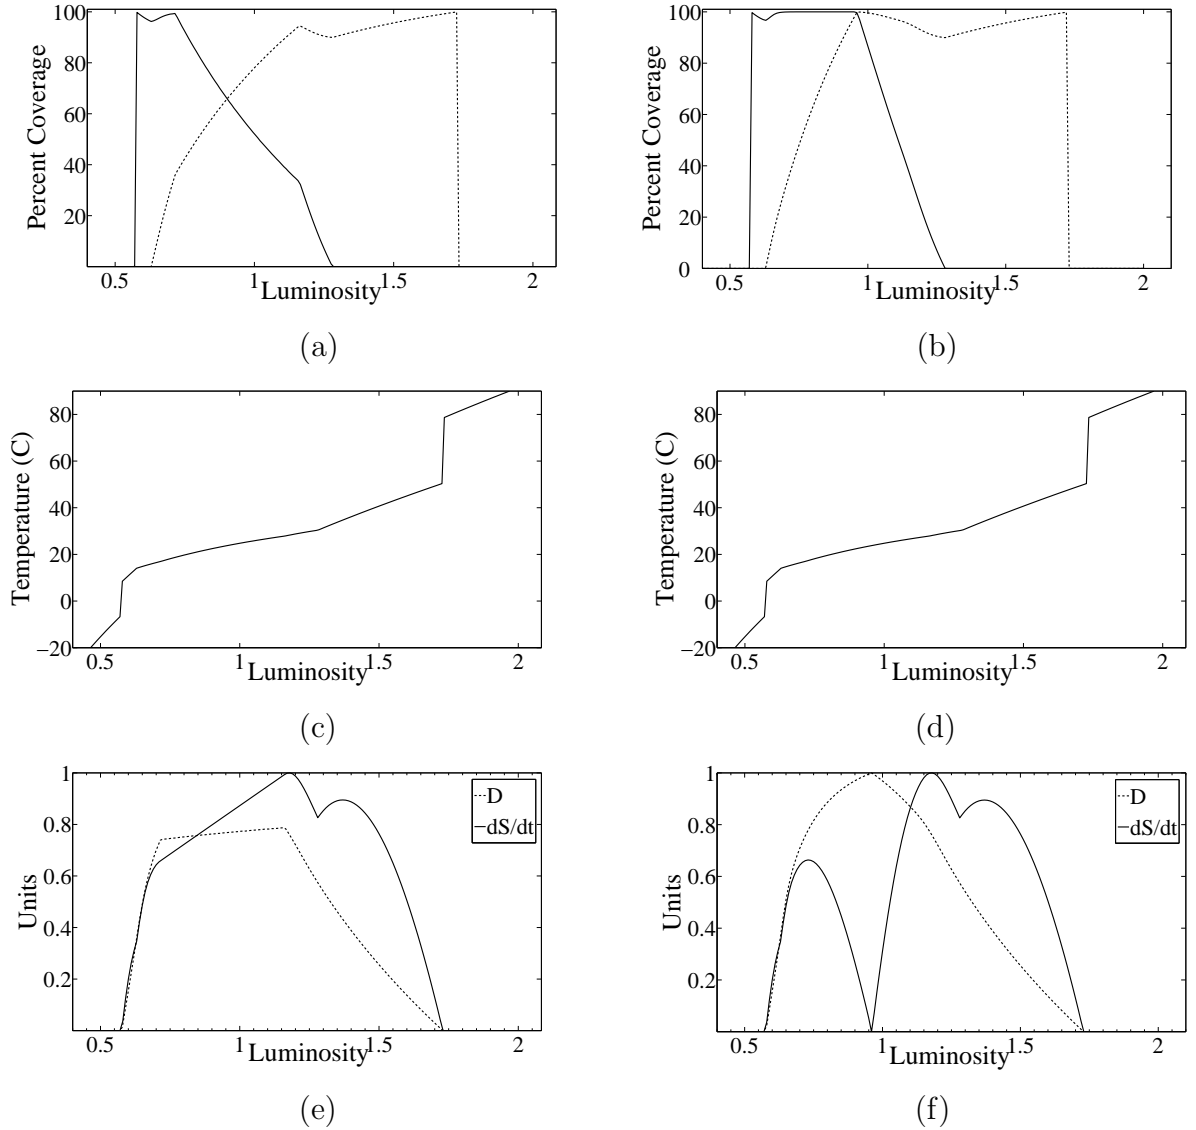 100
80
60
40
20
Percent Coverage
0.5
1
1.5
2
Luminosity
(a)
100
80
60
40
20
0
Percent Coverage
0.5
1
1.5
2
Luminosity
(b)
80
60
40
20
0
−20
Temperature (C)
0.5
1
1.5
2
Luminosity
(c)
80
60
40
20
0
−20
Temperature (C)
0.5
1
1.5
2
Luminosity
(d)
1
0.8
0.6
0.4
0.2
Units
D
dS/dt
0.5
1
1.5
2
Luminosity
(e)
1
0.8
0.6
0.4
0.2
Units
D
dS/dt
0.5
1
1.5
2
Luminosity
(f)